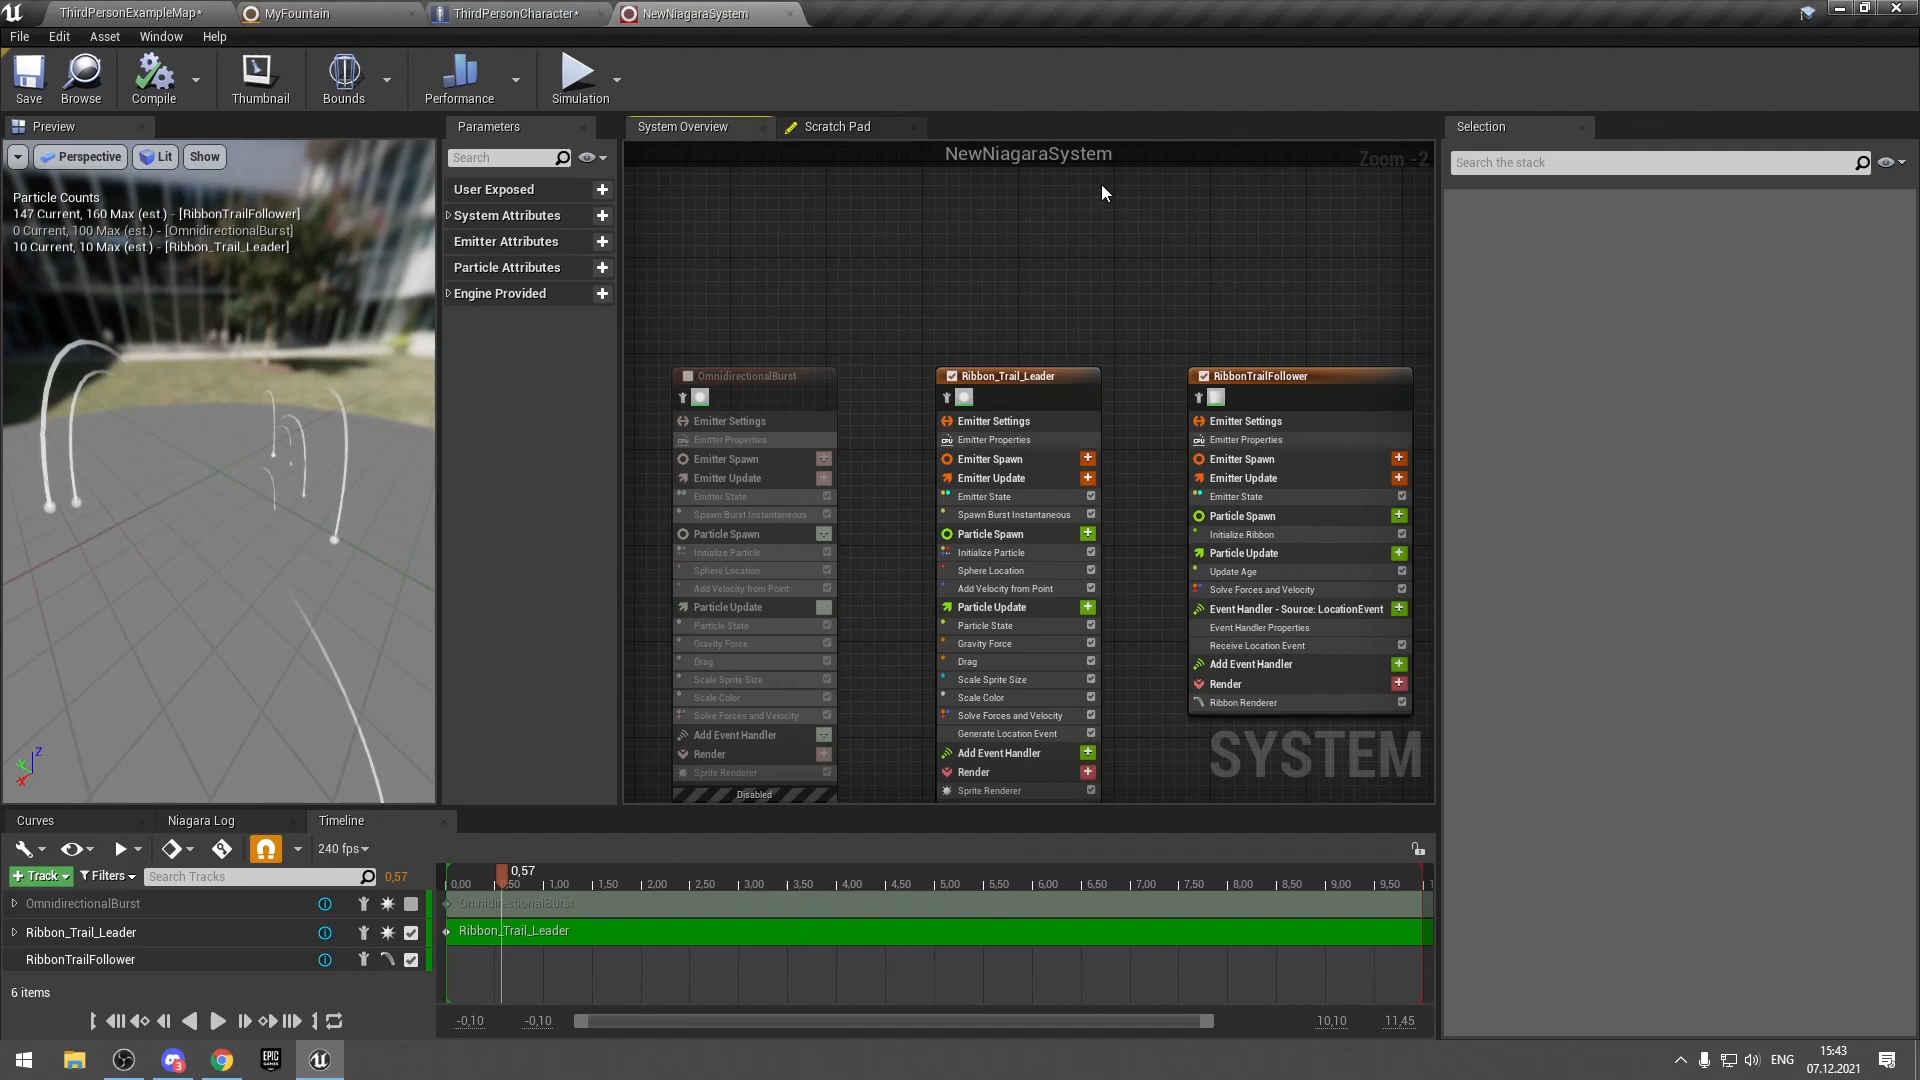 ThirdPersonExampleMap*
MyFountain
ThirdPersonCharacter*
NewNiagaraSystem
File
Edit
Asset
Window
Help
Save
Browse
Compile
Thumbnail
Bounds
Performance
Simulation
Preview
Perspective
Lit
Show
Particle Counts
147 Current, 160 Max (est.) - [RibbonTrailFollower]
0 Current, 100 Max (est.) - [OmnidirectionalBurst]
10 Current, 10 Max (est.) - [Ribbon_Trail_Leader]
Z
Y
X
Parameters
Search
User Exposed
System Attributes
Emitter Attributes
Particle Attributes
Engine Provided
System Overview
Scratch Pad
NewNiagaraSystem
Zoom -2
OmnidirectionalBurst
Emitter Settings
Emitter Properties
Emitter Spawn
Emitter Update
Emitter State
Spawn Burst Instantaneous
Particle Spawn
Initialize Particle
Sphere Location
Add Velocity from Point
Particle Update
Particle State
Gravity Force
Drag
Scale Sprite Size
Scale Color
Solve Forces and Velocity
Add Event Handler
Render
Sprite Renderer
Disabled
Ribbon_Trail_Leader
Emitter Settings
CPU Emitter Properties
Emitter Spawn
Emitter Update
Emitter State
Spawn Burst Instantaneous
Particle Spawn
Initialize Particle
Sphere Location
Add Velocity from Point
Particle Update
Particle State
Gravity Force
Drag
Scale Sprite Size
Scale Color
Solve Forces and Velocity
Generate Location Event
Add Event Handler
Render
Sprite Renderer
RibbonTrailFollower
Emitter Settings
CPU Emitter Properties
Emitter Spawn
Emitter Update
Emitter State
Particle Spawn
Initialize Ribbon
Particle Update
Update Age
Solve Forces and Velocity
Event Handler - Source: LocationEvent
Event Handler Properties
Receive Location Event
Add Event Handler
Render
Ribbon Renderer
SYSTEM
Selection
Search the stack
Curves
Niagara Log
Timeline
240 fps
+ Track
Filters
Search Tracks
0,57
OmnidirectionalBurst
Ribbon_Trail_Leader
RibbonTrailFollower
6 items
0,57
0,00
0,50
1,00
1,50
2,00
2,50
3,00
3,50
4,00
4,50
5,00
5,50
6,00
6,50
7,00
7,50
8,00
8,50
9,00
9,50
OmnidirectionalBurst
Ribbon_Trail_Leader
-0,10
-0,10
10,10
11,45
EPIC GAMES
3
ENG
15:43
07.12.2021